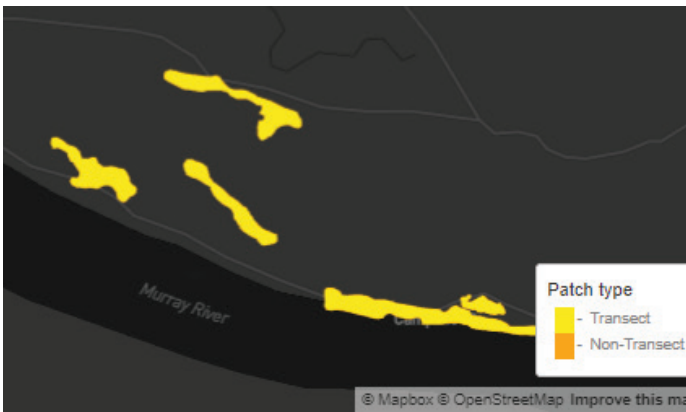 Murray River
Patch type
- Transect
- Non-Transect
© Mapbox © OpenStreetMap Improve this ma